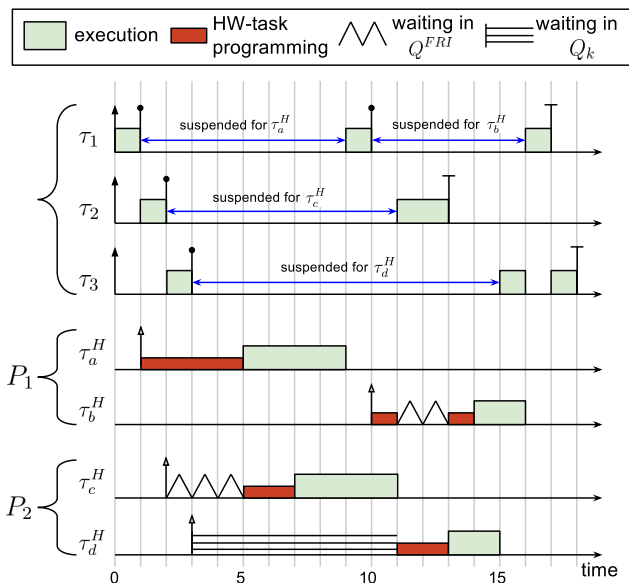 execution
HW-task programming
waiting in Q^{FRI}
waiting in Q_k
τ_1
suspended for τ_a^H
suspended for τ_b^H
τ_2
suspended for τ_c^H
τ_3
suspended for τ_d^H
P_1
τ_a^H
τ_b^H
P_2
τ_c^H
τ_d^H
0 5 10 15 time